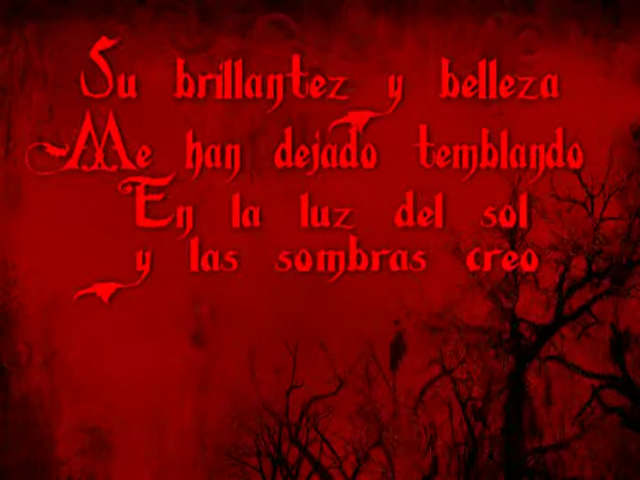 Su brillantez y belleza
Me han dejado temblando
En la luz del sol
y las sombras creo